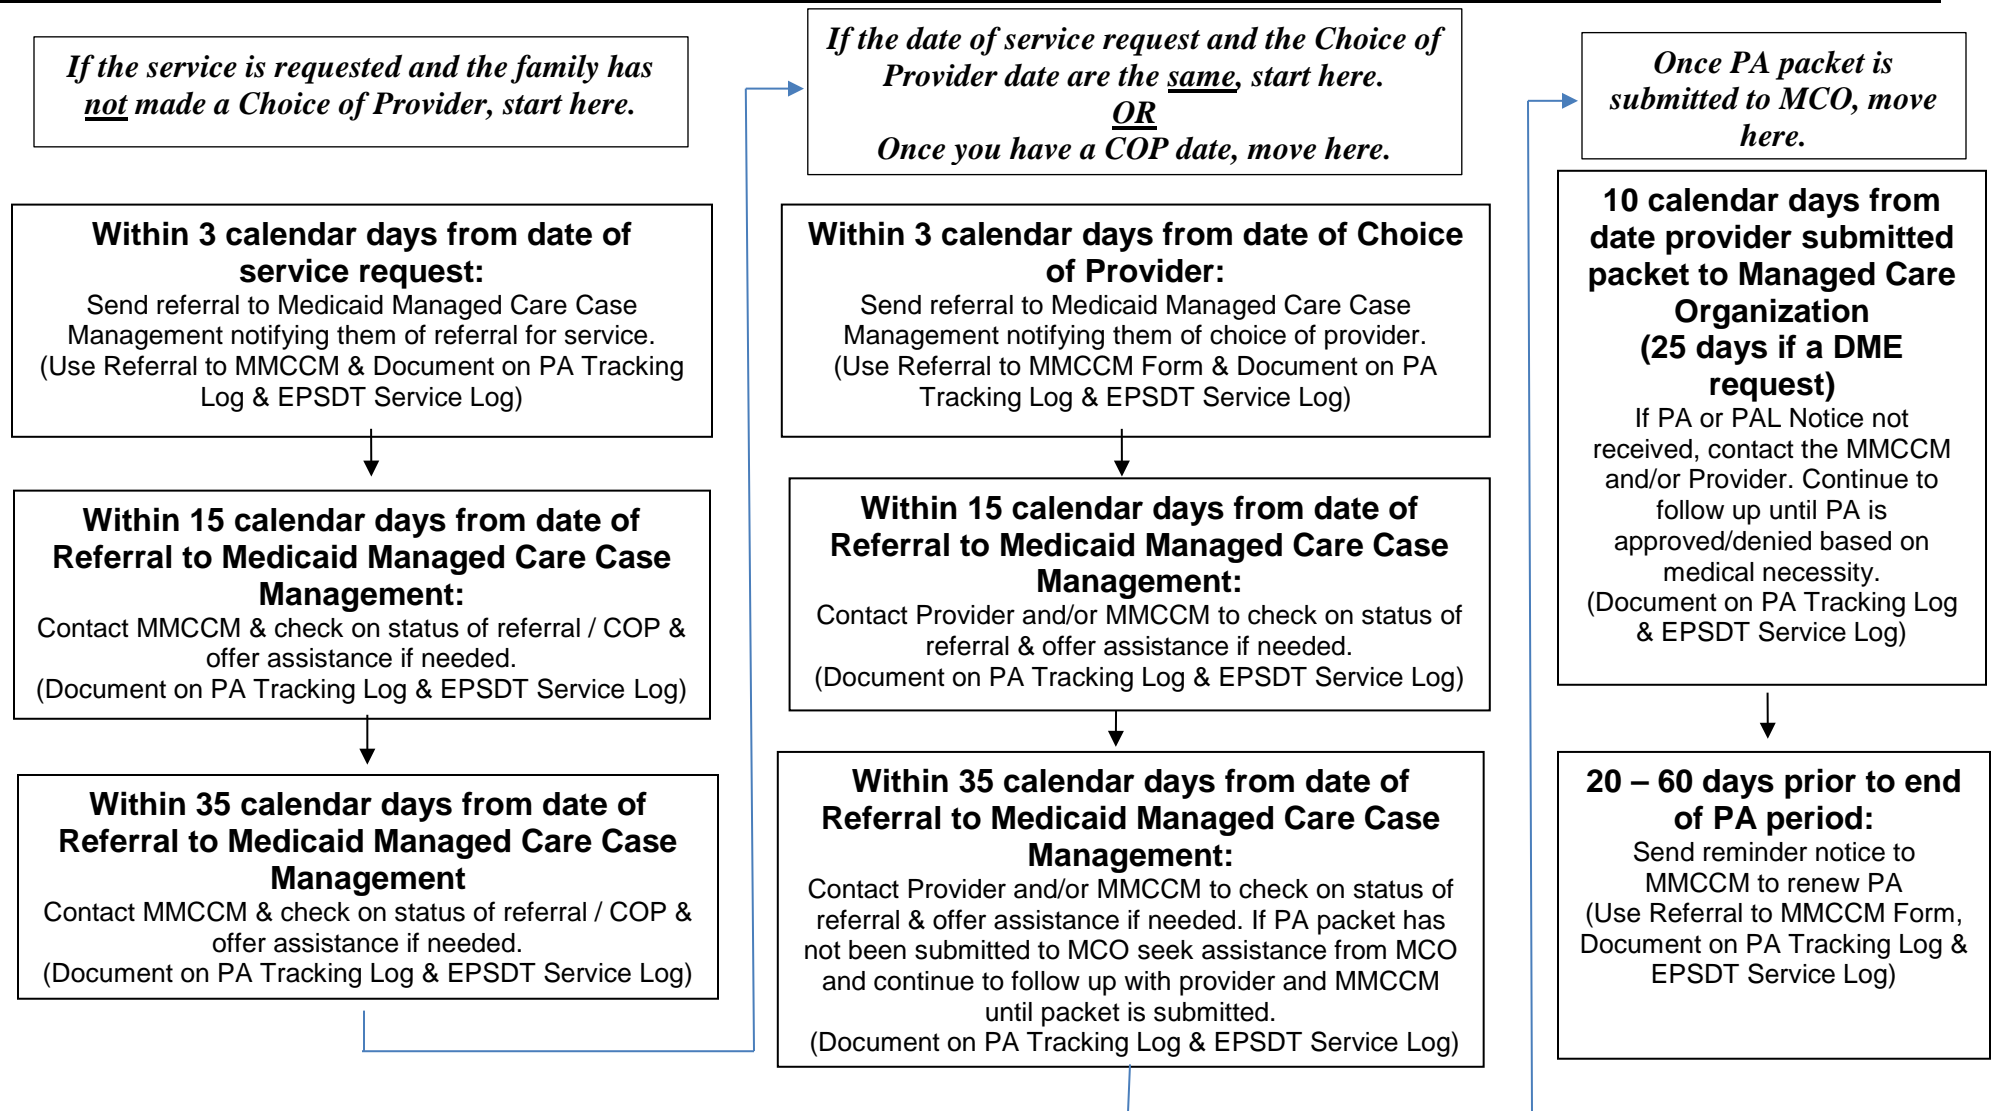 If the service is requested and the family has
not made a Choice of Provider, start here.
Within 3 calendar days from date of
service request:
Send referral to Medicaid Managed Care Case
Management notifying them of referral for service.
(Use Referral to MMCCM & Document on PA Tracking
Log & EPSDT Service Log)
Within 15 calendar days from date of
Referral to Medicaid Managed Care Case
Management:
Contact MMCCM & check on status of referral / COP &
offer assistance if needed.
(Document on PA Tracking Log & EPSDT Service Log)
Within 35 calendar days from date of
Referral to Medicaid Managed Care Case
Management
Contact MMCCM & check on status of referral / COP &
offer assistance if needed.
(Document on PA Tracking Log & EPSDT Service Log)
If the date of service request and the Choice of
Provider date are the same, start here.
OR
Once you have a COP date, move here.
Within 3 calendar days from date of Choice
of Provider:
Send referral to Medicaid Managed Care Case
Management notifying them of choice of provider.
(Use Referral to MMCCM Form & Document on PA
Tracking Log & EPSDT Service Log)
Within 15 calendar days from date of
Referral to Medicaid Managed Care Case
Management:
Contact Provider and/or MMCCM to check on status of
referral & offer assistance if needed.
(Document on PA Tracking Log & EPSDT Service Log)
Within 35 calendar days from date of
Referral to Medicaid Managed Care Case
Management:
Contact Provider and/or MMCCM to check on status of
referral & offer assistance if needed. If PA packet has
not been submitted to MCO seek assistance from MCO
and continue to follow up with provider and MMCCM
until packet is submitted.
(Document on PA Tracking Log & EPSDT Service Log)
Once PA packet is
submitted to MCO, move
here.
10 calendar days from
date provider submitted
packet to Managed Care
Organization
(25 days if a DME
request)
If PA or PAL Notice not
received, contact the MMCCM
and/or Provider. Continue to
follow up until PA is
approved/denied based on
medical necessity.
(Document on PA Tracking Log
& EPSDT Service Log)
20 – 60 days prior to end
of PA period:
Send reminder notice to
MMCCM to renew PA
(Use Referral to MMCCM Form,
Document on PA Tracking Log &
EPSDT Service Log)